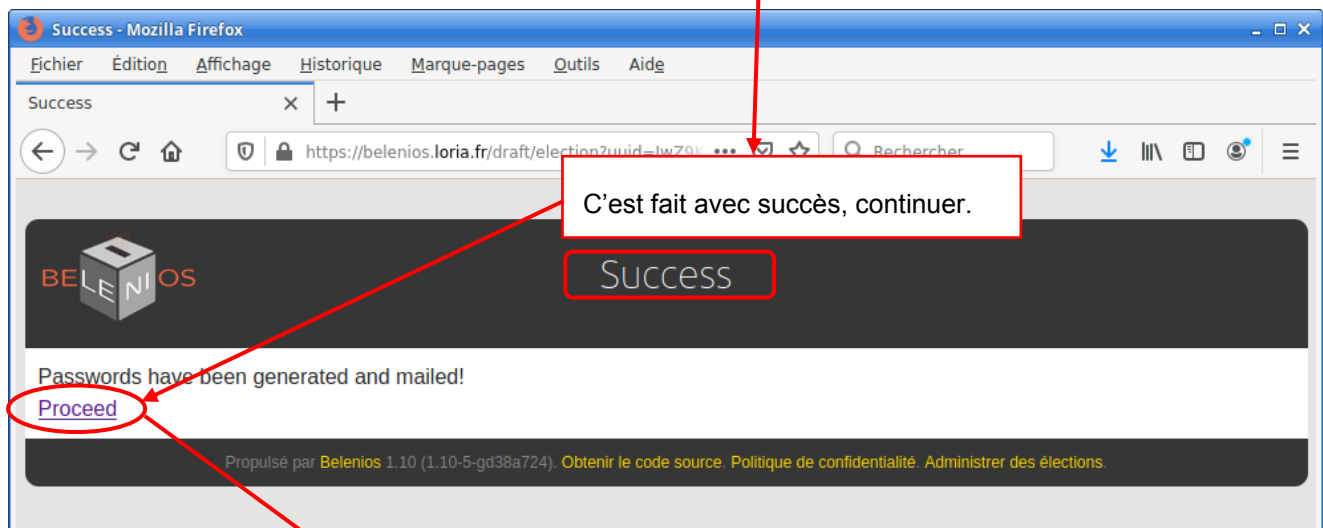 Success - Mozilla Firefox
Fichier Édition Affichage Historique Marque-pages Outils Aide
Success
https://belenios.loria.fr/draft/election?uuid=IwZ9k
Rechercher
C'est fait avec succès, continuer.
BELENIOS
Success
Passwords have been generated and mailed!
Proceed
Propulsé par Belenios 1.10 (1.10-5-gd38a724). Obtenir le code source. Politique de confidentialité. Administrer des élections.